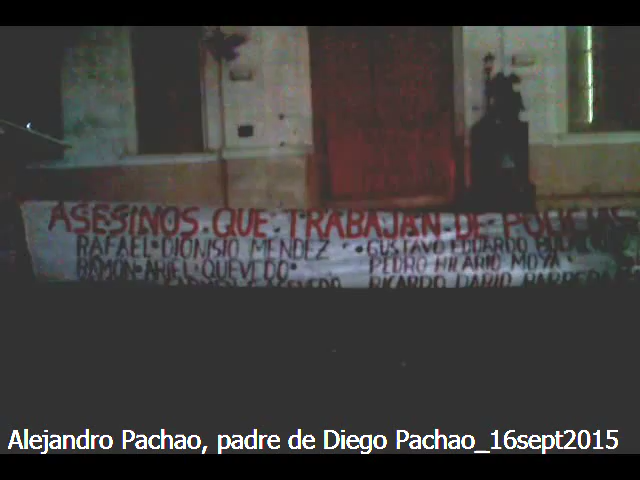 ASESINOS QUE TRABAJAN DE POLICIAS
RAFAEL DIONISIO MENDEZ • GUSTAVO EDUARDO
RAMON ARIEL QUEVEDO • PEDRO HILARIO MOYA
RICARDO DARIO
Alejandro Pachao, padre de Diego Pachao_16sept2015